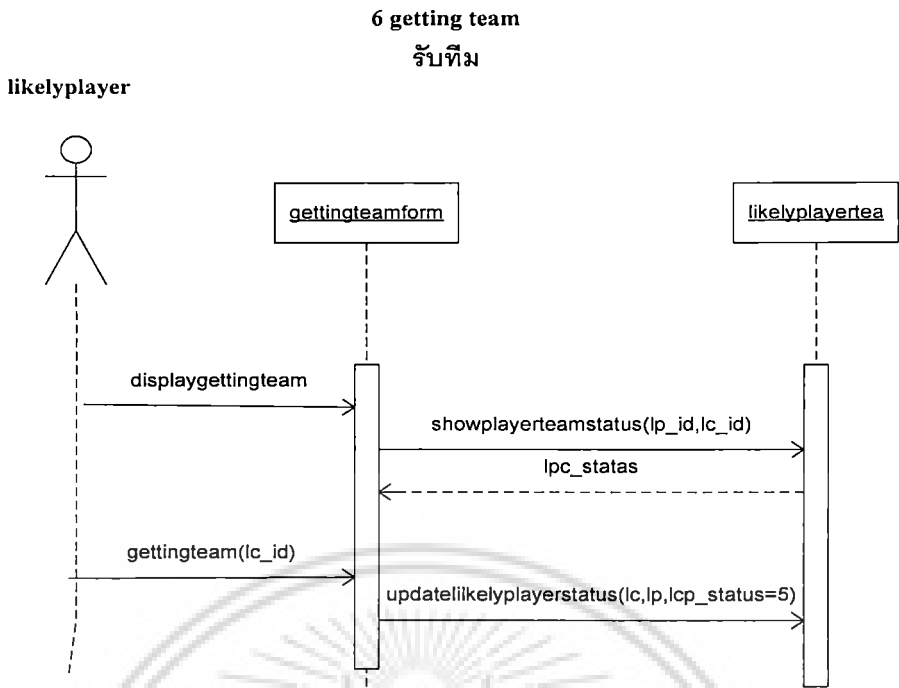 6 getting team
รับทีม
likelyplayer
gettingteamform
likelyplayertea
displaygettingteam
showplayerteamstatus(lp_id,lc_id)
lpc_statas
gettingteam(lc_id)
updatelilkelyplayerstatus(lc,lp,lcp_status=5)